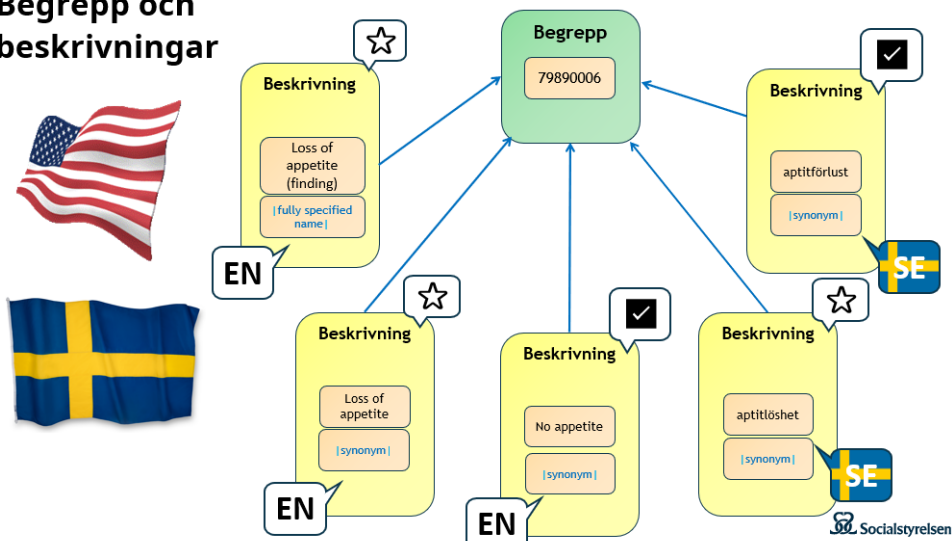 Begrepp och
beskrivningar
Begrepp
79890006
Beskrivning
Loss of
appetite
(finding)
|fully specified
name|
EN
Beskrivning
aptitförlust
|synonym|
SE
Beskrivning
Loss of
appetite
|synonym|
EN
Beskrivning
No appetite
|synonym|
EN
Beskrivning
aptitlöshet
|synonym|
SE
Socialstyrelsen